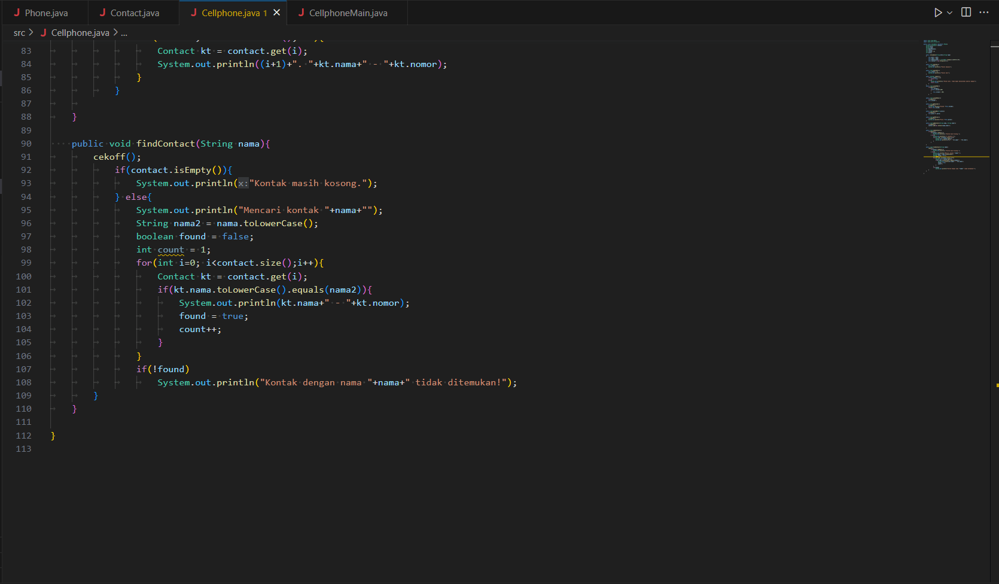 Phone.java
Contact.java
Cellphone.java 1
CellphoneMain.java
src > Cellphone.java > ...
83 Contact kt = contact.get(i);
84 System.out.println((i+1)+". "+kt.nama+" - "+kt.nomor);
85 }
86 }
87
88 }
89
90 public void findContact(String nama){
91 cekoff();
92 if(contact.isEmpty()){
93 System.out.println(x:"Kontak masih kosong.");
94 } else{
95 System.out.println("Mencari kontak "+nama+"");
96 String nama2 = nama.toLowerCase();
97 boolean found = false;
98 int count = 1;
99 for(int i=0; i<contact.size();i++){
100 Contact kt = contact.get(i);
101 if(kt.nama.toLowerCase().equals(nama2)){
102 System.out.println(kt.nama+" - "+kt.nomor);
103 found = true;
104 count++;
105 }
106 }
107 if(!found)
108 System.out.println("Kontak dengan nama "+nama+" tidak ditemukan!");
109 }
110 }
111
112 }
113